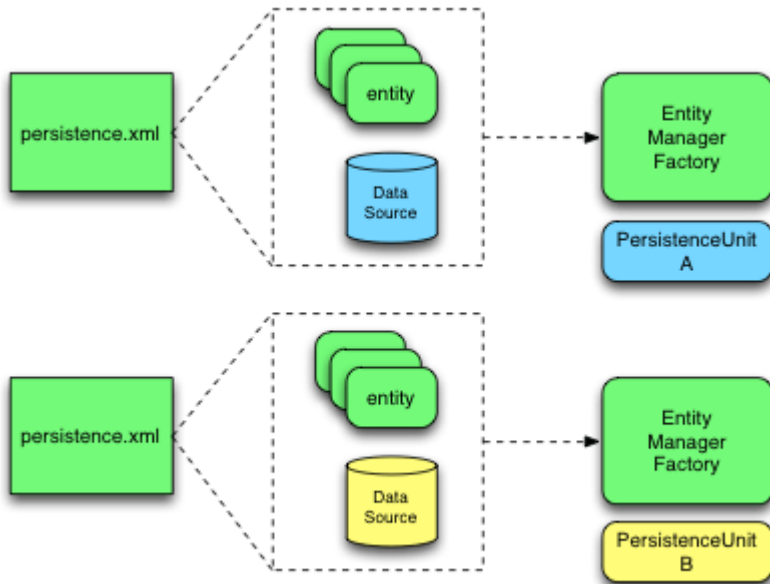 persistence.xml
entity
Data
Source
Entity
Manager
Factory
PersistenceUnit
A
persistence.xml
entity
Data
Source
Entity
Manager
Factory
PersistenceUnit
B